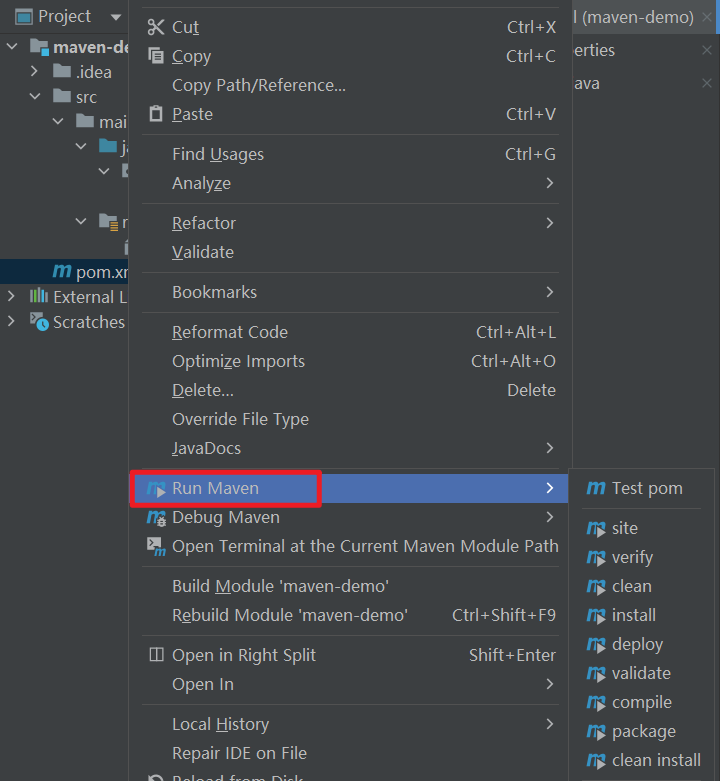 Project
maven-de
.idea
src
mai
ja
r
pom.xm
External L
Scratches
Cut Ctrl+X
Copy Ctrl+C
Copy Path/Reference...
Paste Ctrl+V
Find Usages Ctrl+G
Analyze
Refactor
Validate
Bookmarks
Reformat Code Ctrl+Alt+L
Optimize Imports Ctrl+Alt+O
Delete... Delete
Override File Type
JavaDocs
Run Maven
Debug Maven
Open Terminal at the Current Maven Module Path
Build Module 'maven-demo'
Rebuild Module 'maven-demo' Ctrl+Shift+F9
Open in Right Split Shift+Enter
Open In
Local History
Repair IDE on File
Reload from Disk
l (maven-demo)
erties
ava
Test pom
site
verify
clean
install
deploy
validate
compile
package
clean install